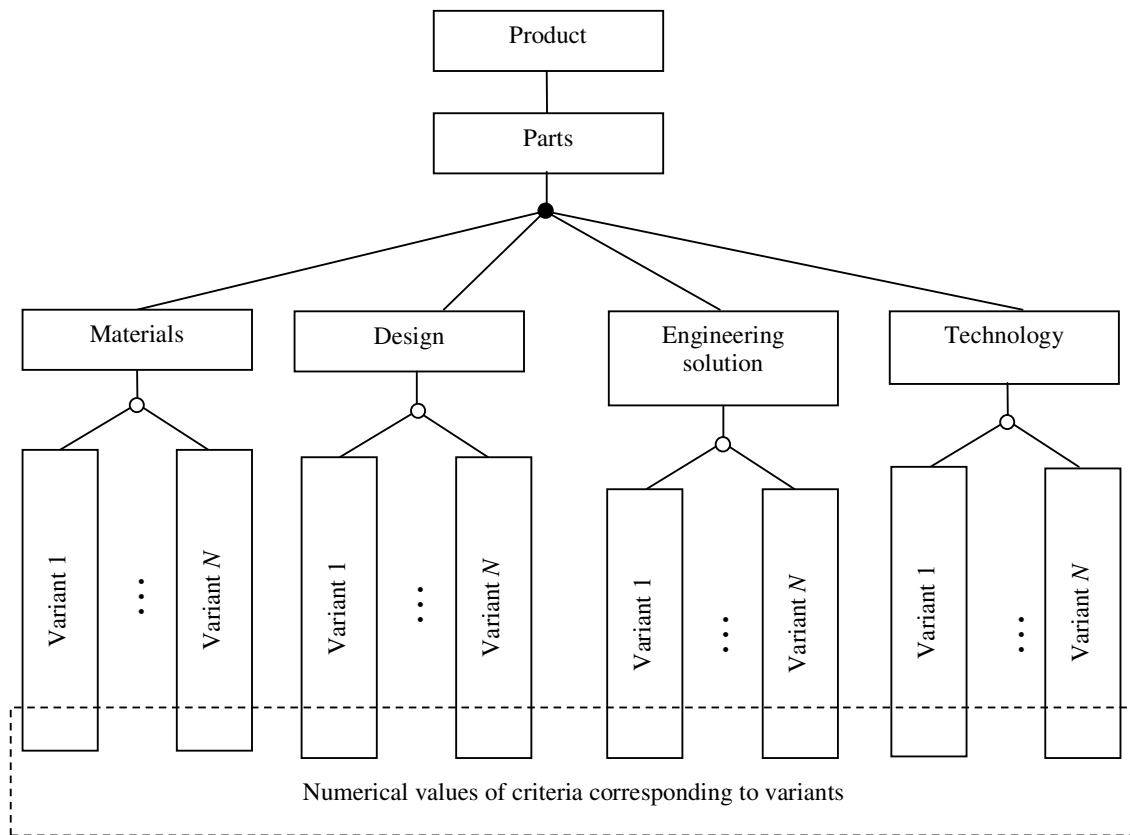 Product
Parts
Materials
Design
Engineering
solution
Technology
Variant 1
...
Variant N
Variant 1
...
Variant N
Variant 1
...
Variant N
Variant 1
...
Variant N
Numerical values of criteria corresponding to variants